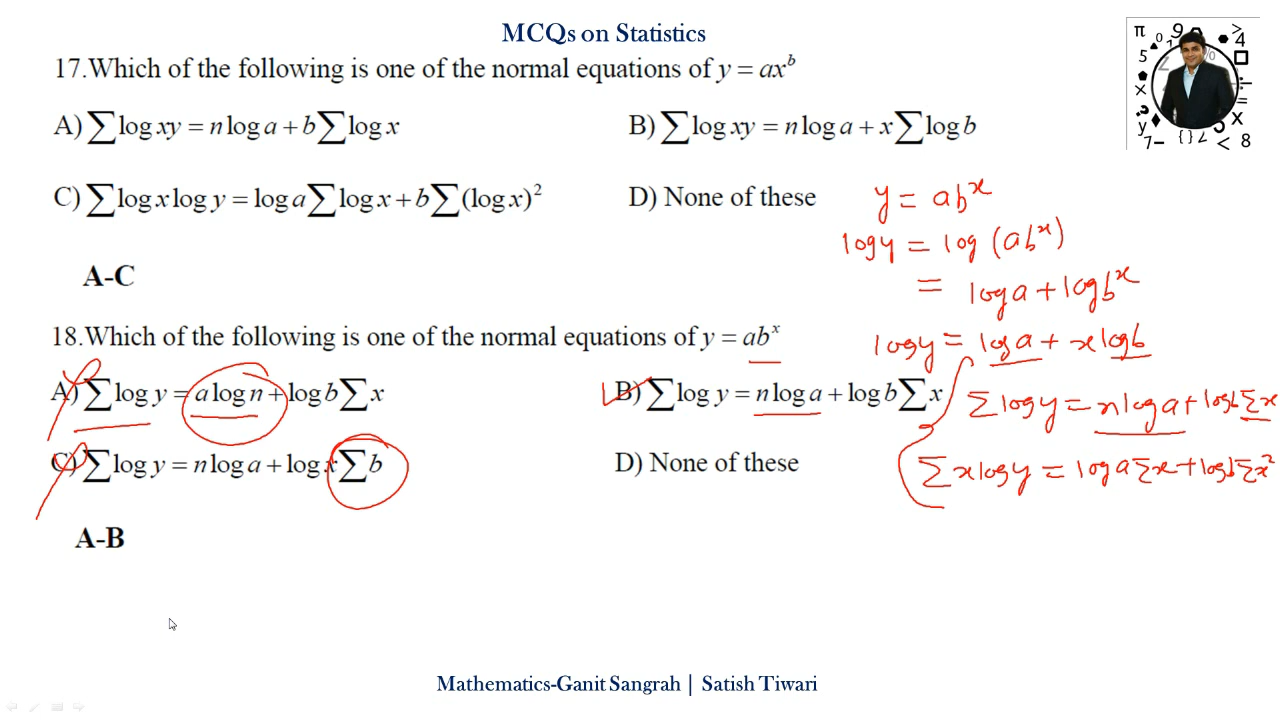 MCQs on Statistics
17.Which of the following is one of the normal equations of y = ax^b
A) ∑ log xy = n log a + b ∑ log x
B) ∑ log xy = n log a + x ∑ log b
C) ∑ log x log y = log a ∑ log x + b ∑ (log x)²
D) None of these
A-C
y = ab^x
log y = log (ab^x)
= log a + log b^x
log y = log a + x log b
18.Which of the following is one of the normal equations of y = ab^x
A) ∑ log y = a log n + log b ∑ x
B) ∑ log y = n log a + log b ∑ x
∑ log y = n log a + log b ∑ x
C) ∑ log y = n log a + log x ∑ b
D) None of these
∑ x log y = log a ∑ x + log b ∑ x²
A-B
Mathematics-Ganit Sangrah | Satish Tiwari